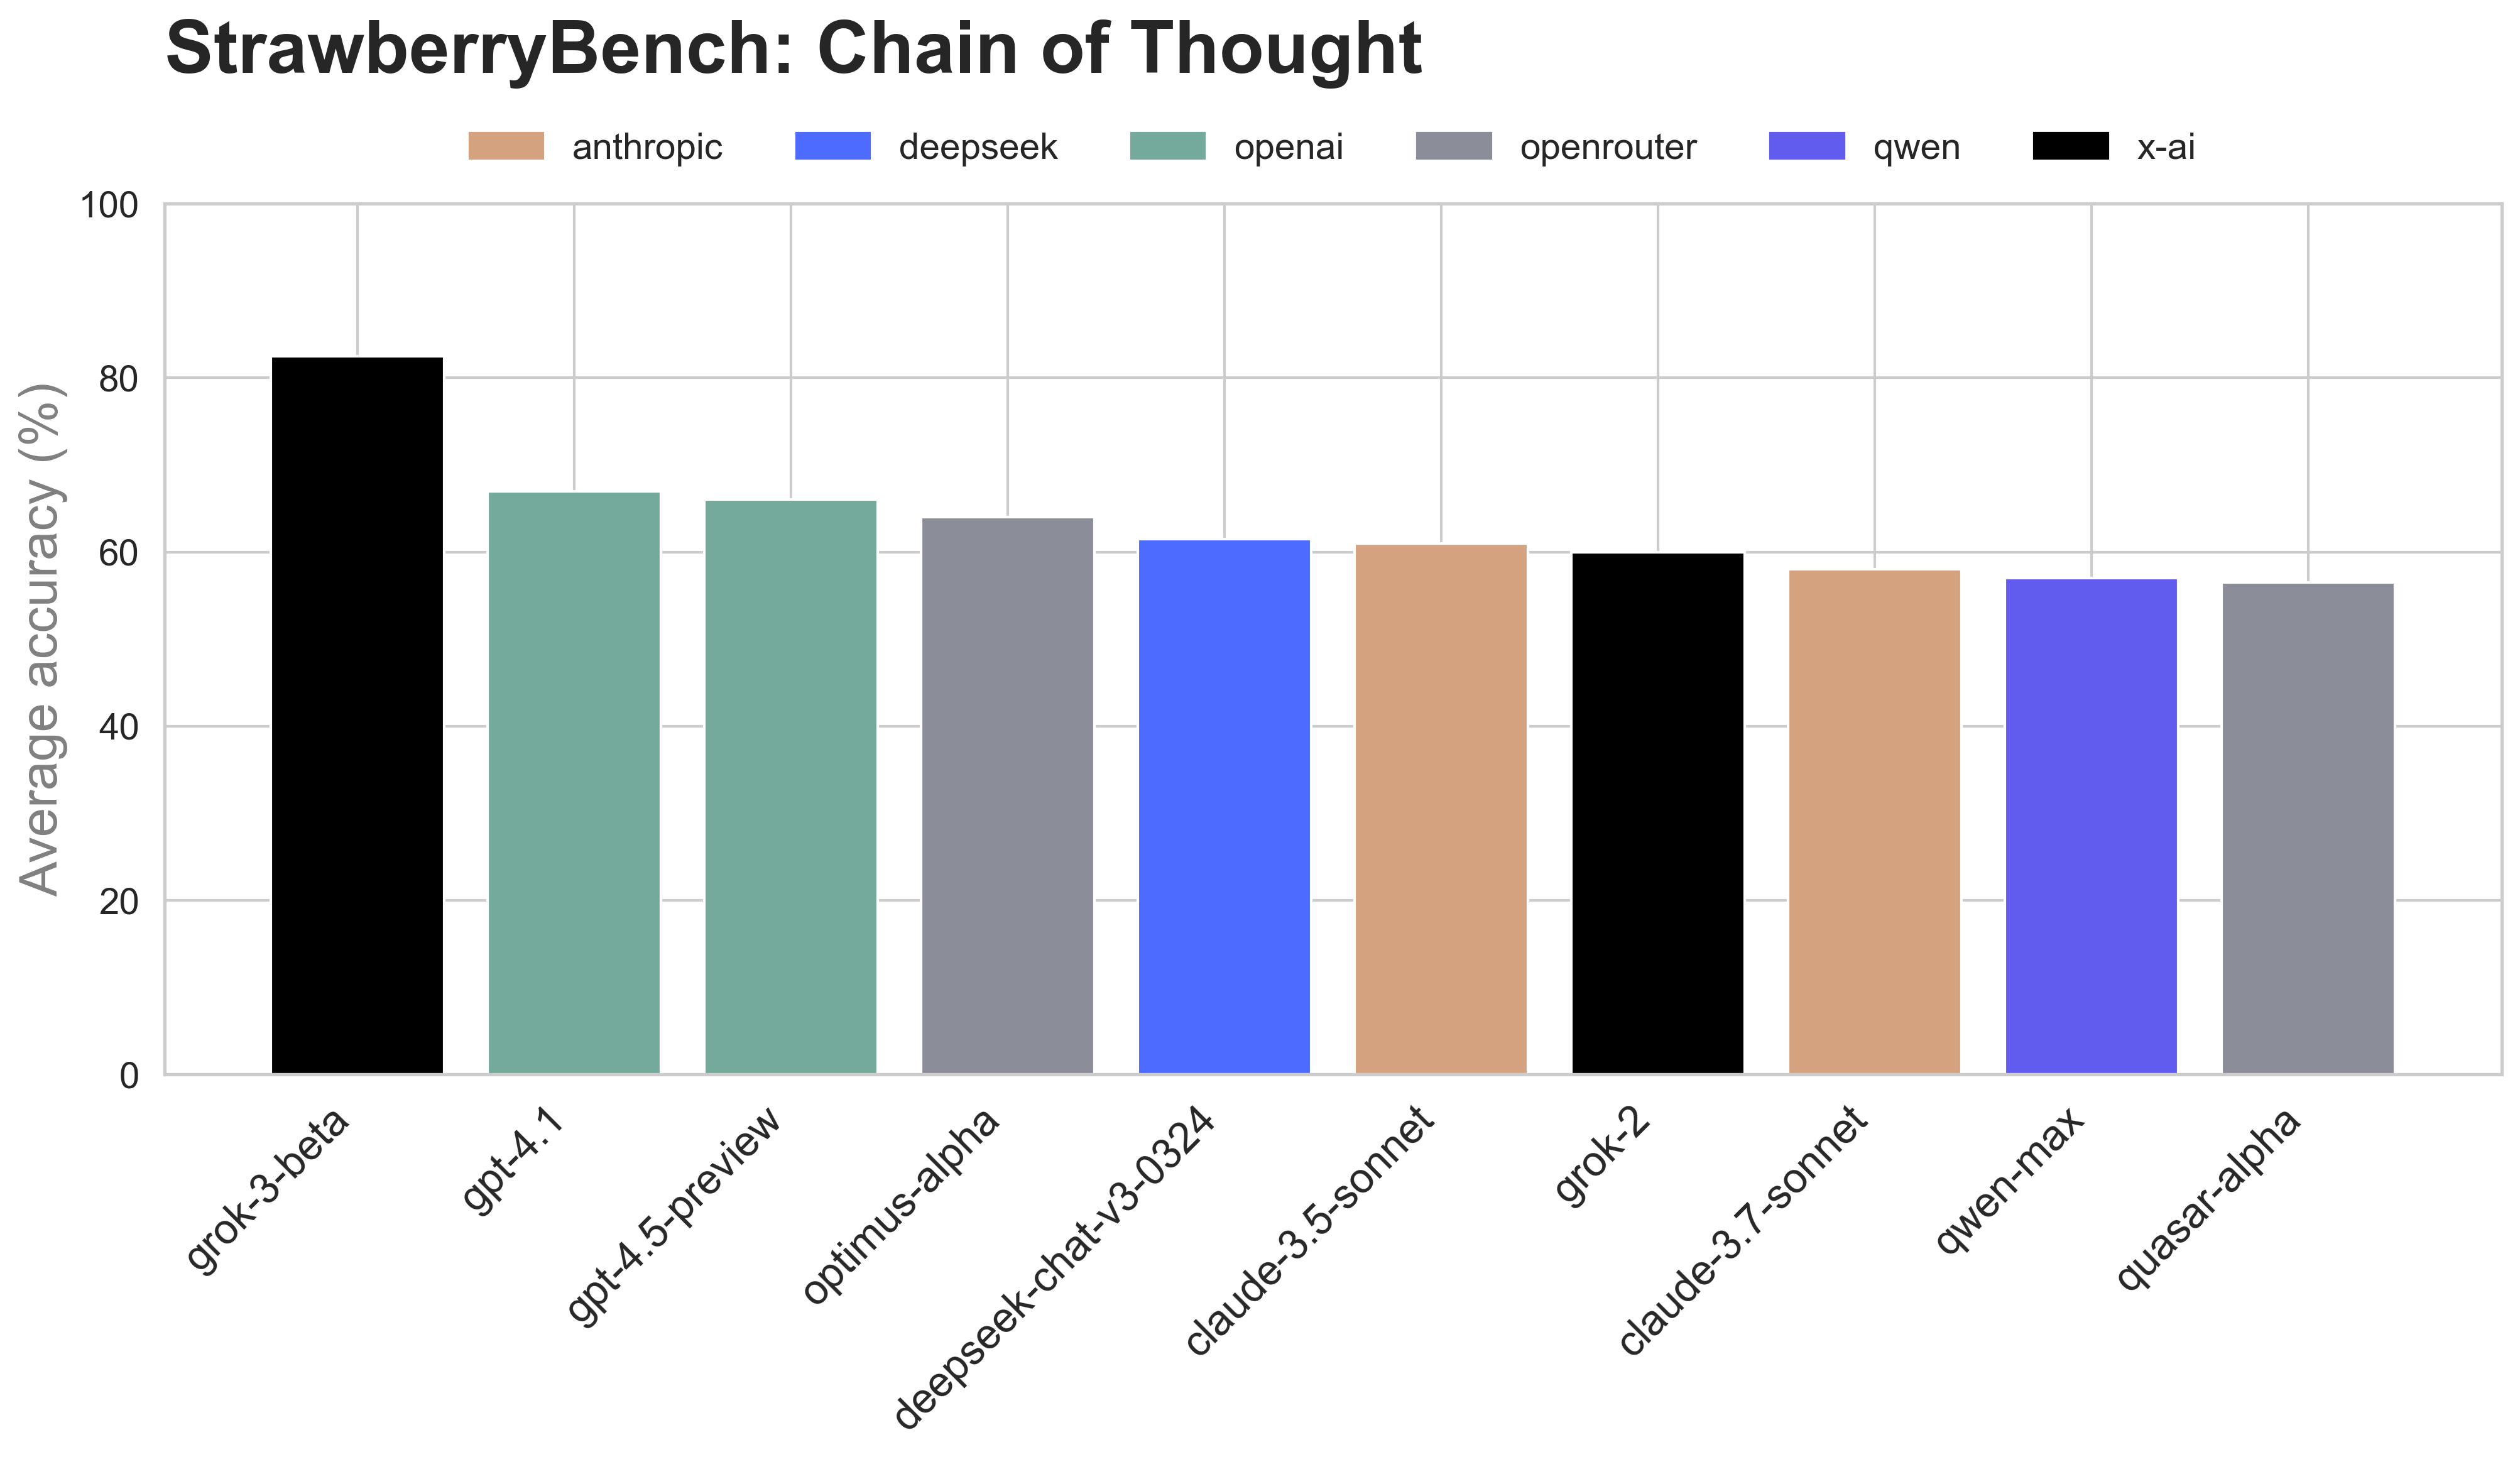 StrawberryBench: Chain of Thought
anthropic deepseek openai openrouter qwen x-ai
Average accuracy (%)
100
80
60
40
20
0
grok-3-beta
gpt-4.1
gpt-4.5-preview
optimus-alpha
deepseek-chat-v3-0324
claude-3.5-sonnet
grok-2
claude-3.7-sonnet
qwen-max
quasar-alpha